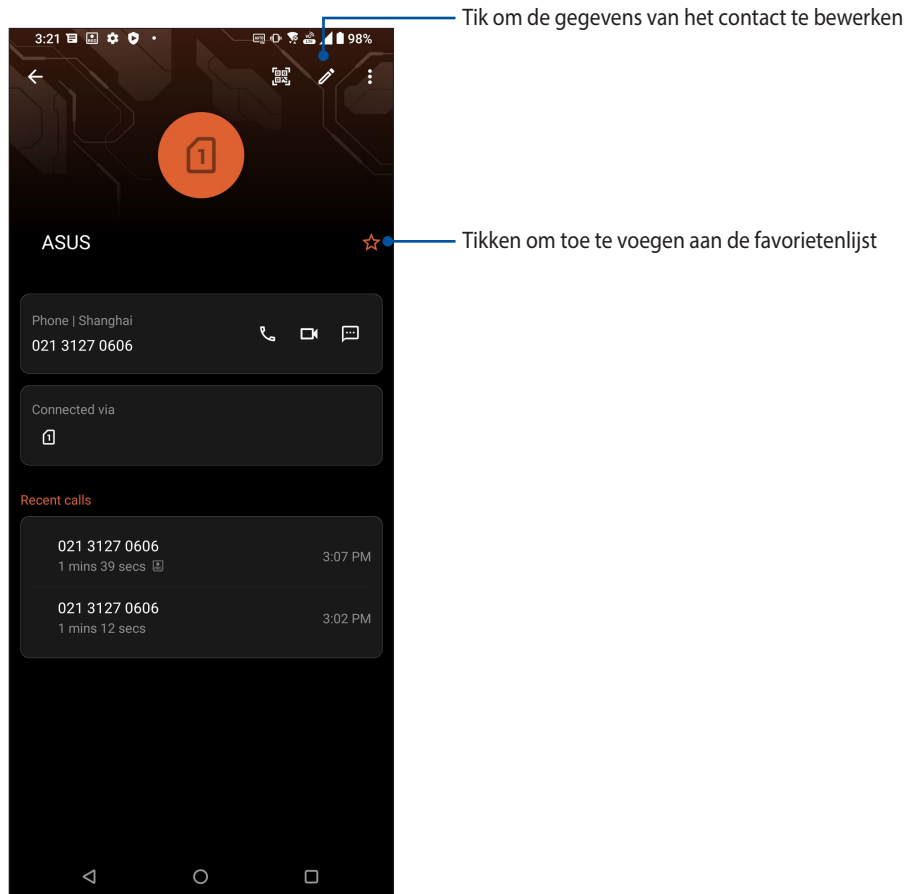 Tik om de gegevens van het contact te bewerken
3:21 98%
1
ASUS
Tikken om toe te voegen aan de favorietenlijst
Phone | Shanghai
021 3127 0606
Connected via
1
Recent calls
021 3127 0606
3:07 PM
1 mins 39 secs
021 3127 0606
3:02 PM
1 mins 12 secs